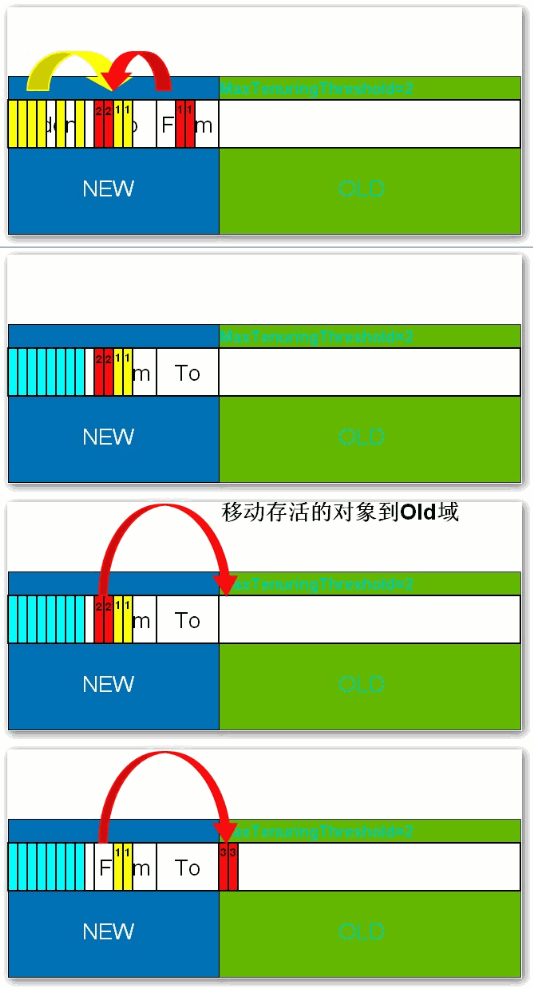 MaxTenuringThreshold=2
2 2 1 1 F 1 1 m
NEW OLD
MaxTenuringThreshold=2
2 2 1 1 m To
NEW OLD
移动存活的对象到Old域
MaxTenuringThreshold=2
2 2 1 1 m To
NEW OLD
MaxTenuringThreshold=2
F 1 1 m To 3 3
NEW OLD